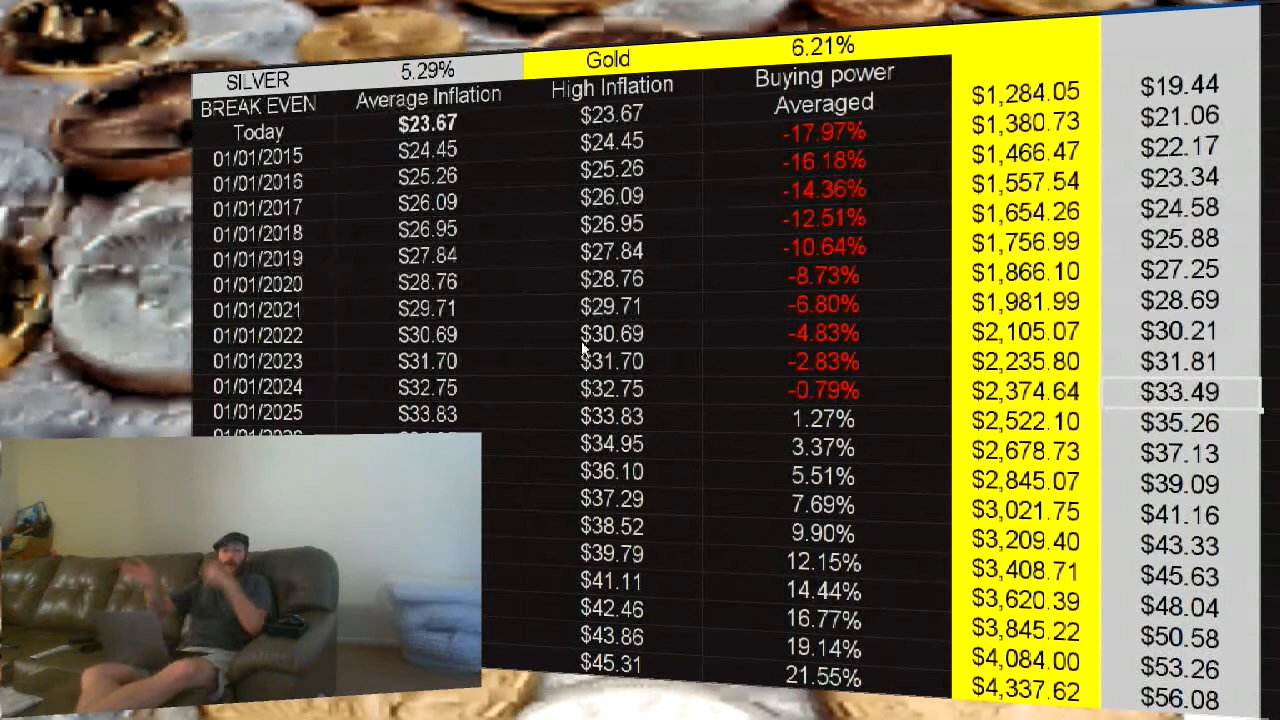 SILVER 5.29% Gold 6.21%
BREAK EVEN Average Inflation High Inflation Buying power
Today $23.67 $23.67 Averaged $1,284.05 $19.44
01/01/2015 $24.45 $24.45 -17.97% $1,380.73 $21.06
01/01/2016 $25.26 $25.26 -16.18% $1,466.47 $22.17
01/01/2017 $26.09 $26.09 -14.36% $1,557.54 $23.34
01/01/2018 $26.95 $26.95 -12.51% $1,654.26 $24.58
01/01/2019 $27.84 $27.84 -10.64% $1,756.99 $25.88
01/01/2020 $28.76 $28.76 -8.73% $1,866.10 $27.25
01/01/2021 $29.71 $29.71 -6.80% $1,981.99 $28.69
01/01/2022 $30.69 $30.69 -4.83% $2,105.07 $30.21
01/01/2023 $31.70 $31.70 -2.83% $2,235.80 $31.81
01/01/2024 $32.75 $32.75 -0.79% $2,374.64 $33.49
01/01/2025 $33.83 $33.83 1.27% $2,522.10 $35.26
$34.95 3.37% $2,678.73 $37.13
$36.10 5.51% $2,845.07 $39.09
$37.29 7.69% $3,021.75 $41.16
$38.52 9.90% $3,209.40 $43.33
$39.79 12.15% $3,408.71 $45.63
$41.11 14.44% $3,620.39 $48.04
$42.46 16.77% $3,845.22 $50.58
$43.86 19.14% $4,084.00 $53.26
$45.31 21.55% $4,337.62 $56.08